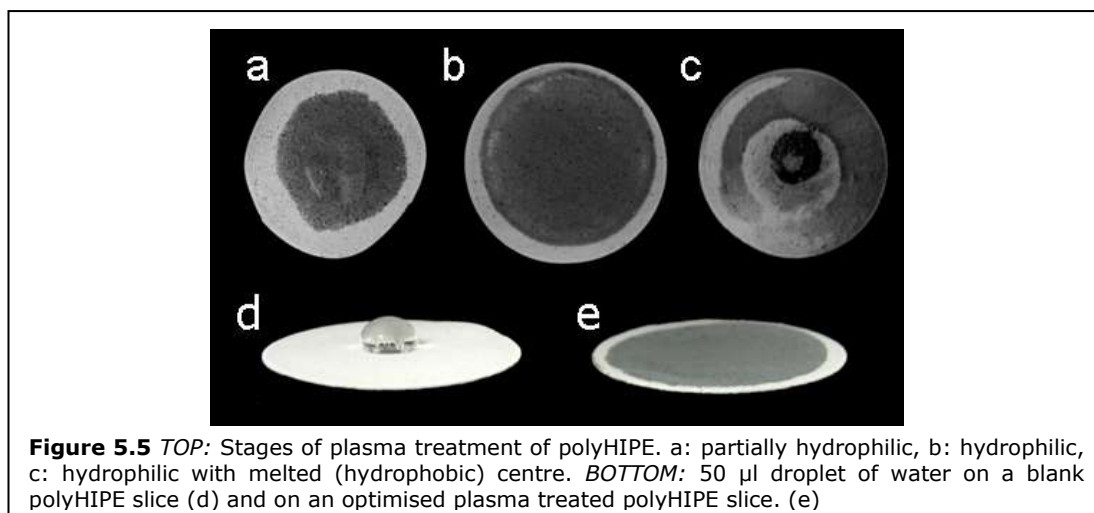 a b c
d e
Figure 5.5 TOP: Stages of plasma treatment of polyHIPE. a: partially hydrophilic, b: hydrophilic,
c: hydrophilic with melted (hydrophobic) centre. BOTTOM: 50 µl droplet of water on a blank
polyHIPE slice (d) and on an optimised plasma treated polyHIPE slice. (e)